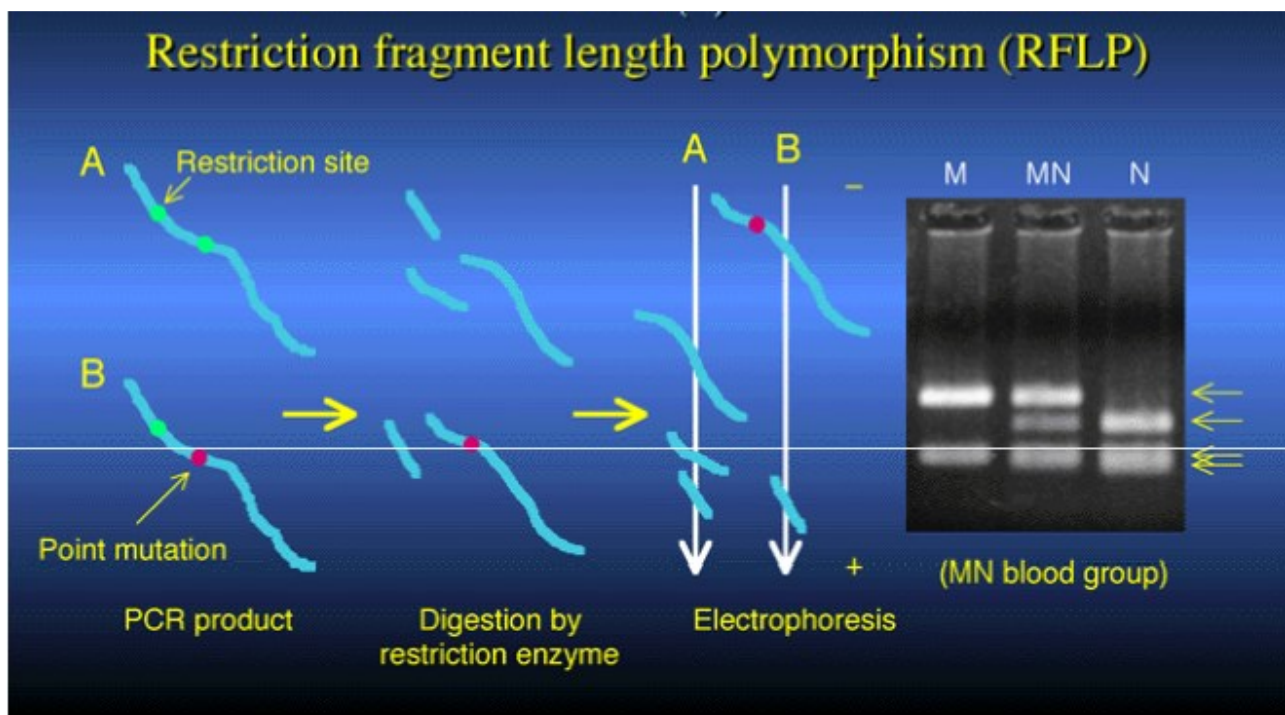 Restriction fragment length polymorphism (RFLP)
A
Restriction site
B
Point mutation
PCR product
Digestion by
restriction enzyme
A B
–
+
Electrophoresis
M MN N
(MN blood group)